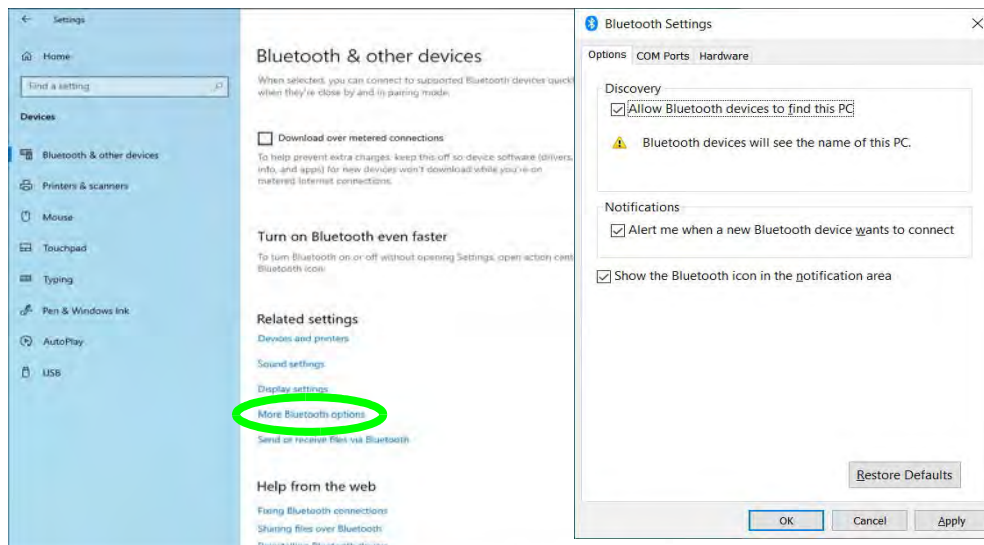 Settings
Home
Find a setting
Devices
Bluetooth & other devices
Printers & scanners
Mouse
Touchpad
Typing
Pen & Windows Ink
AutoPlay
USB
Bluetooth & other devices
When selected, you can connect to supported Bluetooth devices quickl
when they're close by and in pairing mode.
Download over metered connections
To help prevent extra charges, keep this off so device software (drivers,
info, and apps) for new devices won't download while you're on
metered Internet connections.
Turn on Bluetooth even faster
To turn Bluetooth on or off without opening Settings, open action cent
Bluetooth icon.
Related settings
Devices and printers
Sound settings
Display settings
More Bluetooth options
Send or receive files via Bluetooth
Help from the web
Fixing Bluetooth connections
Sharing files over Bluetooth
Bluetooth Settings
Options COM Ports Hardware
Discovery
Allow Bluetooth devices to find this PC
Bluetooth devices will see the name of this PC.
Notifications
Alert me when a new Bluetooth device wants to connect
Show the Bluetooth icon in the notification area
Restore Defaults
OK Cancel Apply